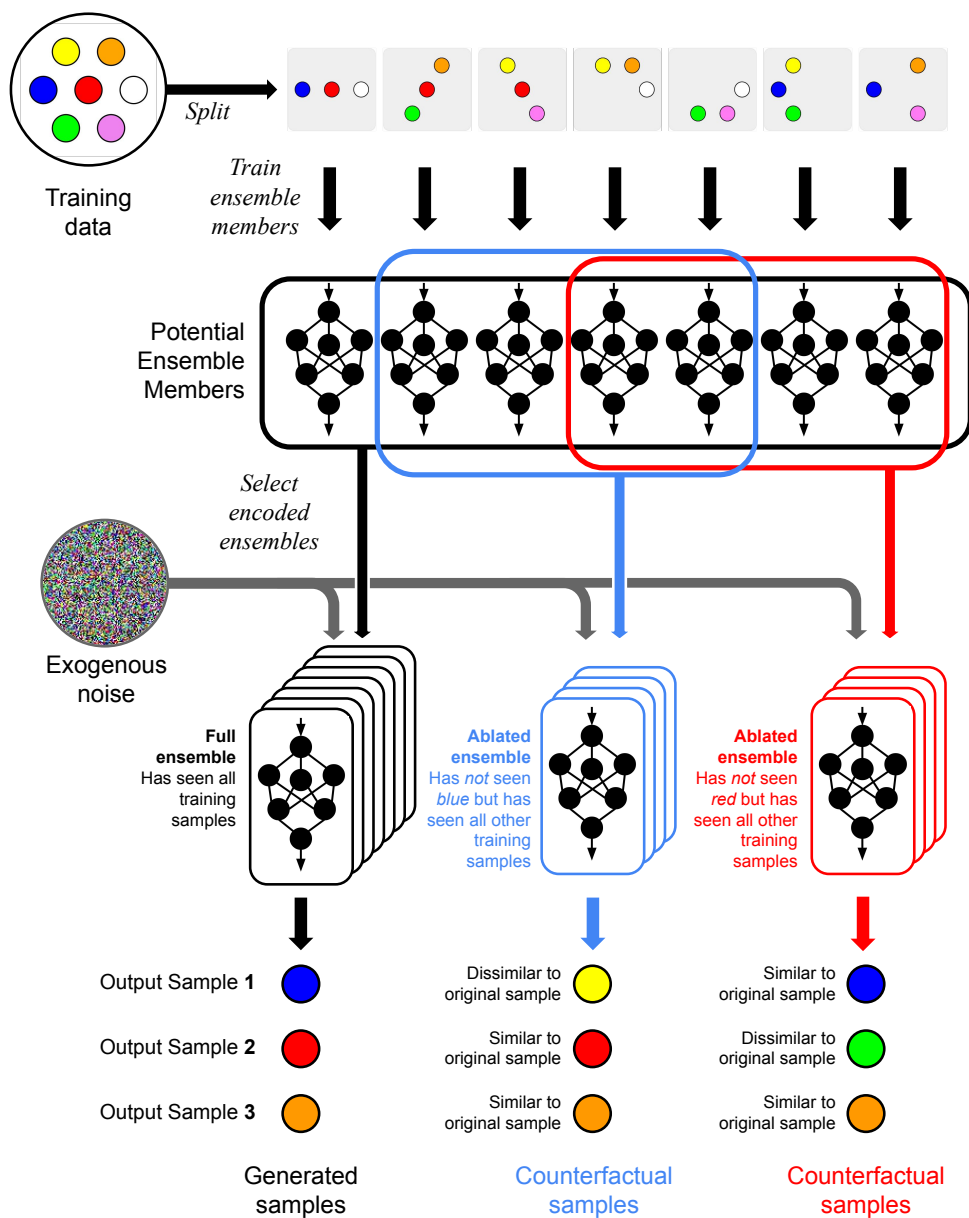 Split
Training
data
Train
ensemble
members
Potential
Ensemble
Members
Select
encoded
ensembles
Exogenous
noise
Full
ensemble
Has seen all
training
samples
Ablated
ensemble
Has not seen
blue but has
seen all other
training
samples
Ablated
ensemble
Has not seen
red but has
seen all other
training
samples
Output Sample 1
Dissimilar to
original sample
Similar to
original sample
Output Sample 2
Similar to
original sample
Dissimilar to
original sample
Output Sample 3
Similar to
original sample
Similar to
original sample
Generated
samples
Counterfactual
samples
Counterfactual
samples